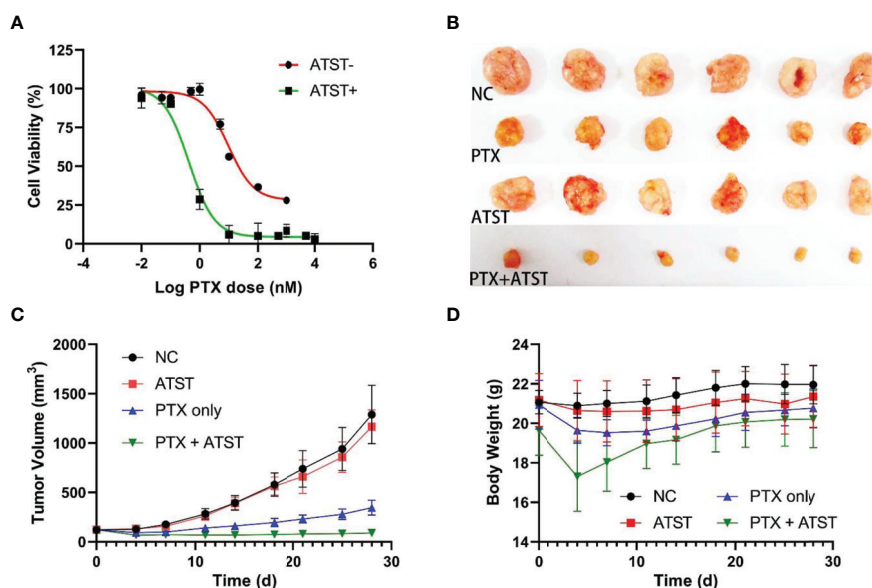 A
125
100
75
50
25
0
Cell Viability (%)
-4
-2
0
2
4
6
Log PTX dose (nM)
ATST-
ATST+
B
NC
PTX
ATST
PTX+ATST
C
2000
1500
1000
500
0
Tumor Volume (mm³)
0
10
20
30
Time (d)
NC
ATST
PTX only
PTX + ATST
D
24
22
20
18
16
14
Body Weight (g)
0
10
20
30
Time (d)
NC
ATST
PTX only
PTX + ATST